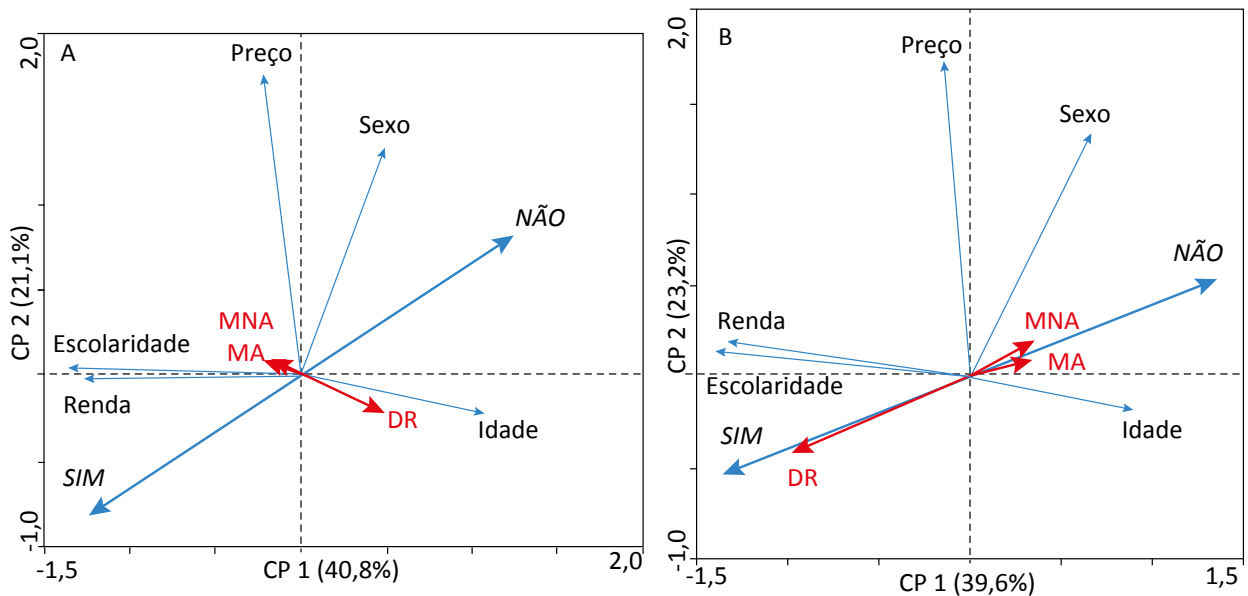 A
2,0
Preço
Sexo
NÃO
CP 2 (21,1%)
MNA
MA
Escolaridade
Renda
DR
Idade
SIM
-1,0
-1,5
CP 1 (40,8%)
2,0
B
2,0
Preço
Sexo
NÃO
CP 2 (23,2%)
Renda
MNA
MA
Escolaridade
Idade
SIM
DR
-1,0
-1,5
CP 1 (39,6%)
1,5